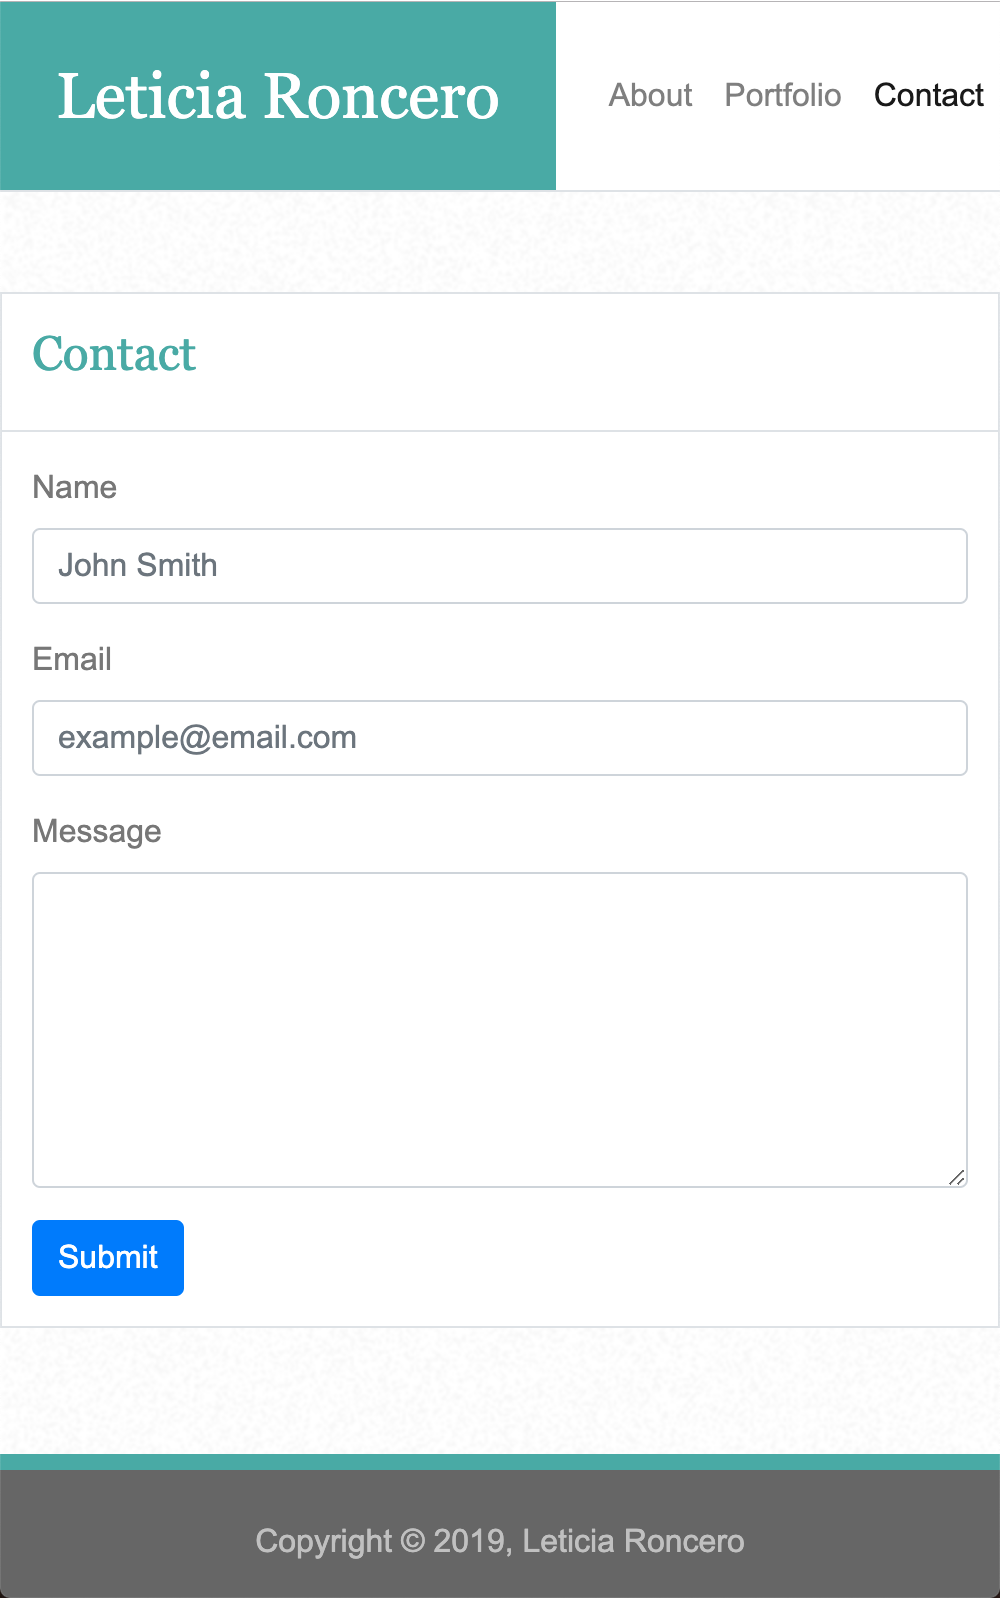 Leticia Roncero
About Portfolio Contact
Contact
Name
John Smith
Email
example@email.com
Message
Submit
Copyright © 2019, Leticia Roncero